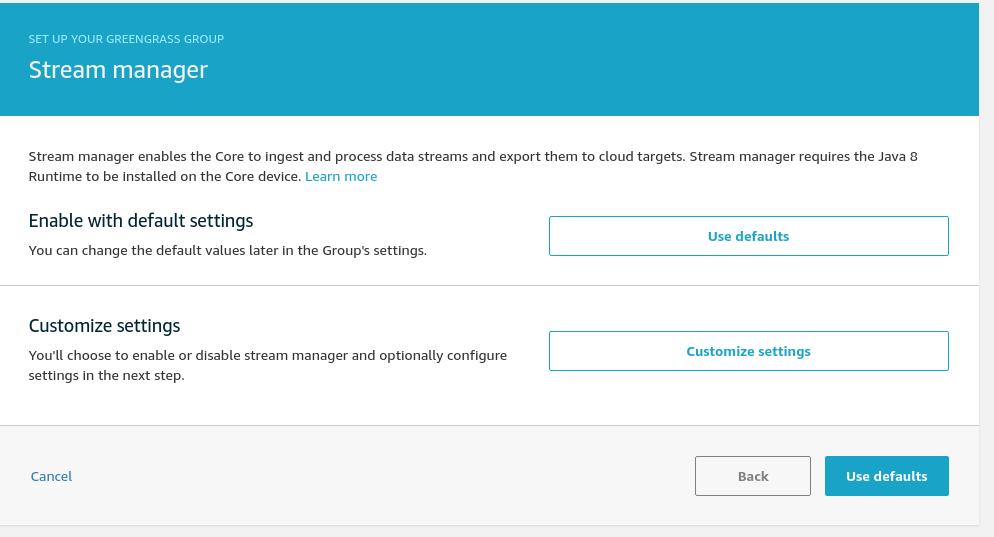 SET UP YOUR GREENGRASS GROUP
Stream manager
Stream manager enables the Core to ingest and process data streams and export them to cloud targets. Stream manager requires the Java 8
Runtime to be installed on the Core device. Learn more
Enable with default settings
You can change the default values later in the Group's settings.
Use defaults
Customize settings
You'll choose to enable or disable stream manager and optionally configure
settings in the next step.
Customize settings
Cancel
Back
Use defaults